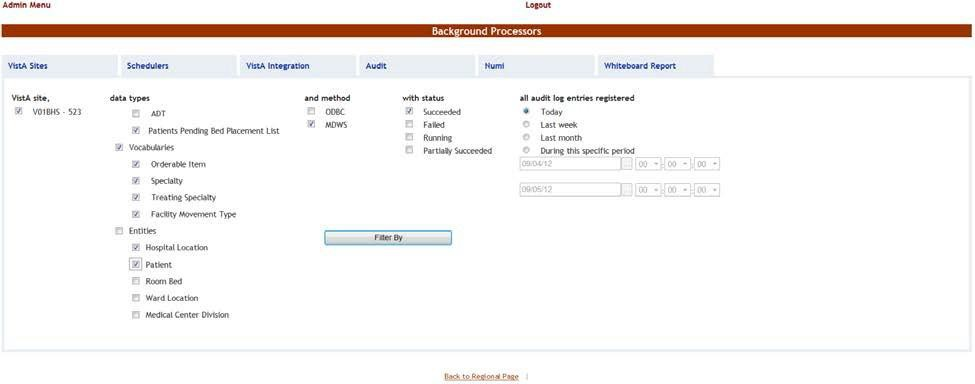 Admin Menu Logout
Background Processors
VistA Sites Schedulers VistA Integration Audit Numi Whiteboard Report
VistA site, data types and method with status all audit log entries registered
V01BHS - 523 ADT ODBC Succeeded Today
Patients Pending Bed Placement List MDWS Failed Last week
Vocabularies Running Last month
Orderable Item Partially Succeeded During this specific period
09/04/12 ... 00 : 00 : 00
Specialty
09/05/12 ... 00 : 00 : 00
Treating Specialty
Facility Movement Type
Entities
Filter By
Hospital Location
Patient
Room Bed
Ward Location
Medical Center Division
Back to Regional Page |